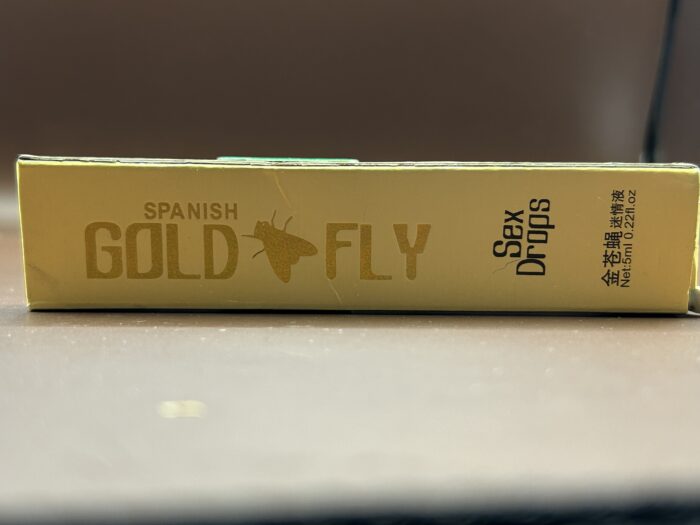 SPANISH
GOLD FLY
Sex
Drops
金苍蝇 迷情液
Net:5ml 0.22fl.oz